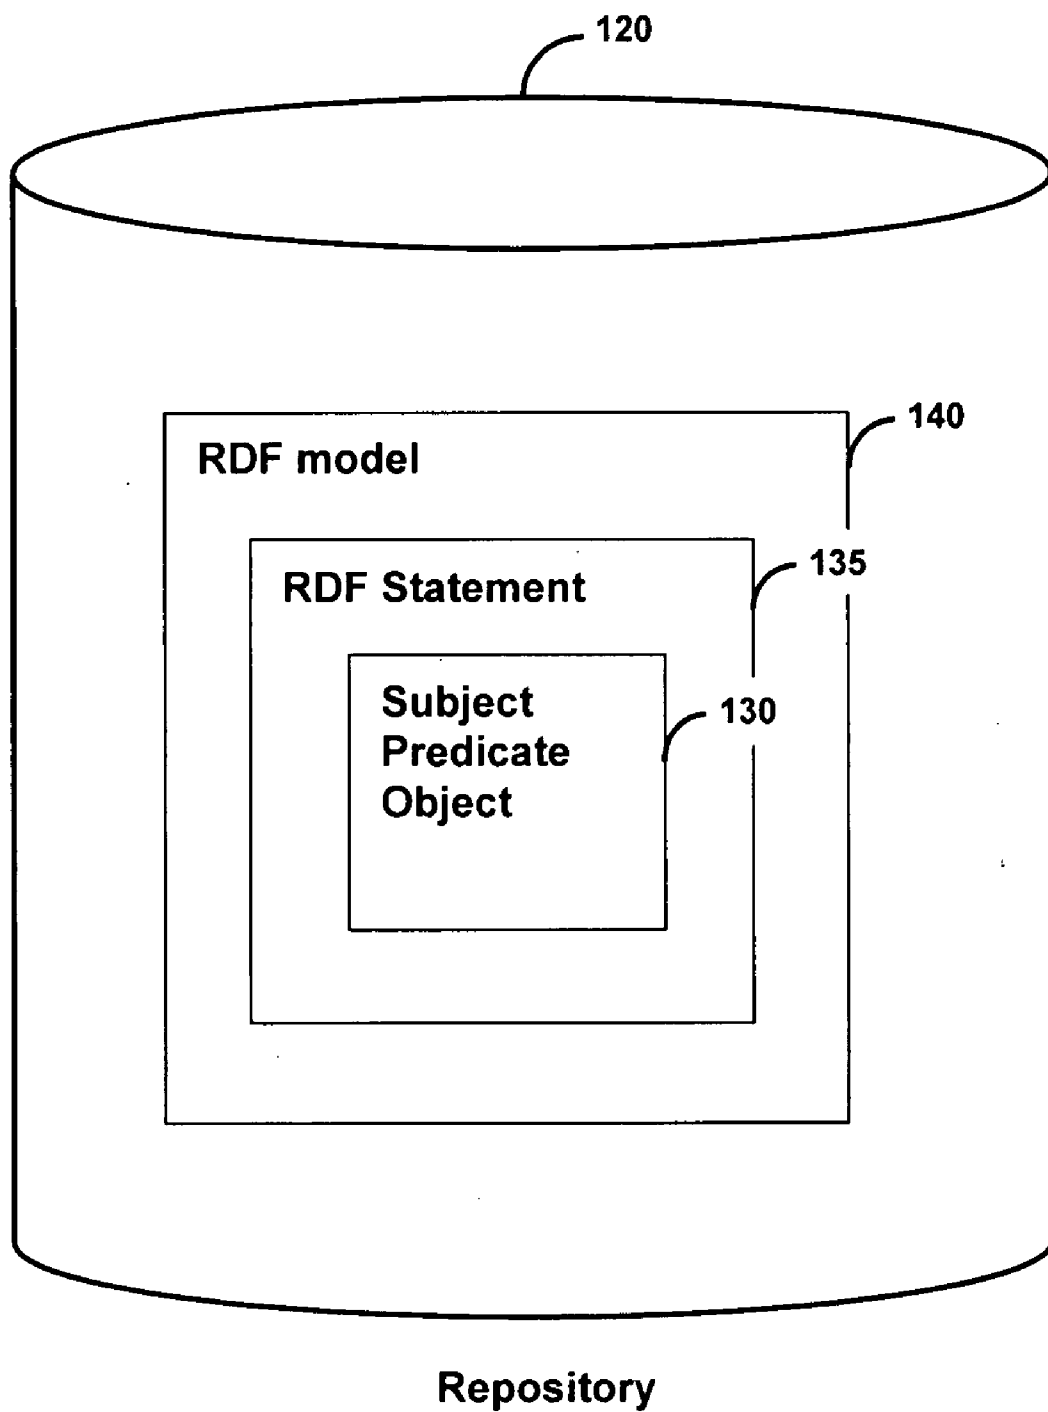 120
140
RDF model
135
RDF Statement
130
Subject
Predicate
Object
Repository